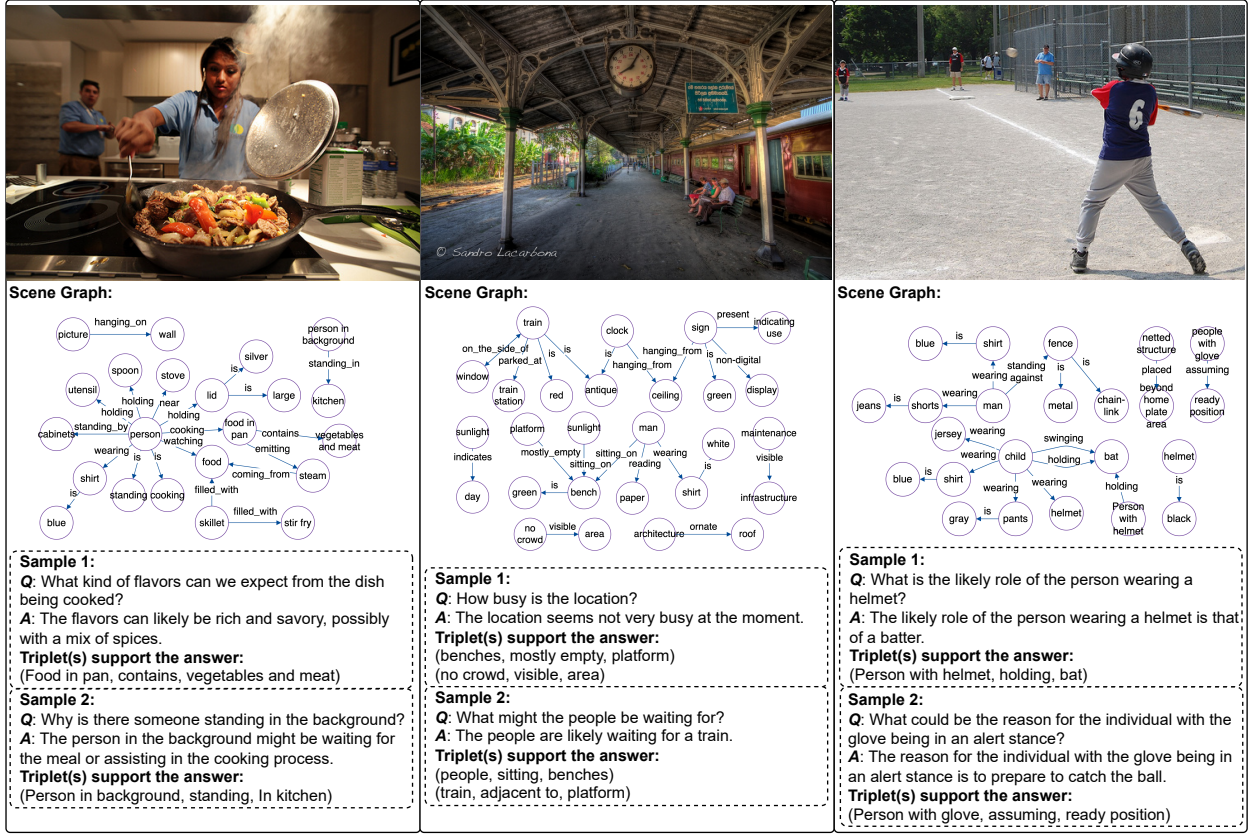 © Sandro Lacarbona
6
Scene Graph:
picture
hanging_on
wall
person in
background
standing_in
kitchen
spoon
stove
utensil
holding
holding
near
holding
lid
is
silver
is
large
cabinets
standing_by
person
cooking
watching
food in
pan
contains
vegetables
and meat
emitting
coming_from
steam
food
wearing
is
is
shirt
standing
cooking
is
blue
filled_with
skillet
filled_with
stir fry
Sample 1:
Q: What kind of flavors can we expect from the dish
being cooked?
A: The flavors can likely be rich and savory, possibly
with a mix of spices.
Triplet(s) support the answer:
(Food in pan, contains, vegetables and meat)
Sample 2:
Q: Why is there someone standing in the background?
A: The person in the background might be waiting for
the meal or assisting in the cooking process.
Triplet(s) support the answer:
(Person in background, standing, In kitchen)
Scene Graph:
train
on_the_side_of
parked_at
is
is
window
train
station
red
antique
clock
is
hanging_from
sign
present
indicating
use
hanging_from
is
non-digital
ceiling
green
display
sunlight
indicates
day
platform
mostly_empty
sunlight
sitting_on
man
sitting_on
reading
wearing
green
is
bench
paper
shirt
is
white
maintenance
visible
infrastructure
no
crowd
visible
area
architecture
ornate
roof
Sample 1:
Q: How busy is the location?
A: The location seems not very busy at the moment.
Triplet(s) support the answer:
(benches, mostly empty, platform)
(no crowd, visible, area)
Sample 2:
Q: What might the people be waiting for?
A: The people are likely waiting for a train.
Triplet(s) support the answer:
(people, sitting, benches)
(train, adjacent to, platform)
Scene Graph:
blue
is
shirt
wearing
fence
standing
against
is
is
metal
chain-
link
jeans
is
shorts
wearing
man
netted
structure
placed
beyond
home
plate
area
people
with
glove
assuming
ready
position
jersey
wearing
wearing
child
swinging
holding
bat
blue
is
shirt
wearing
wearing
gray
is
pants
helmet
holding
Person
with
helmet
helmet
is
black
Sample 1:
Q: What is the likely role of the person wearing a
helmet?
A: The likely role of the person wearing a helmet is that
of a batter.
Triplet(s) support the answer:
(Person with helmet, holding, bat)
Sample 2:
Q: What could be the reason for the individual with the
glove being in an alert stance?
A: The reason for the individual with the glove being in
an alert stance is to prepare to catch the ball.
Triplet(s) support the answer:
(Person with glove, assuming, ready position)